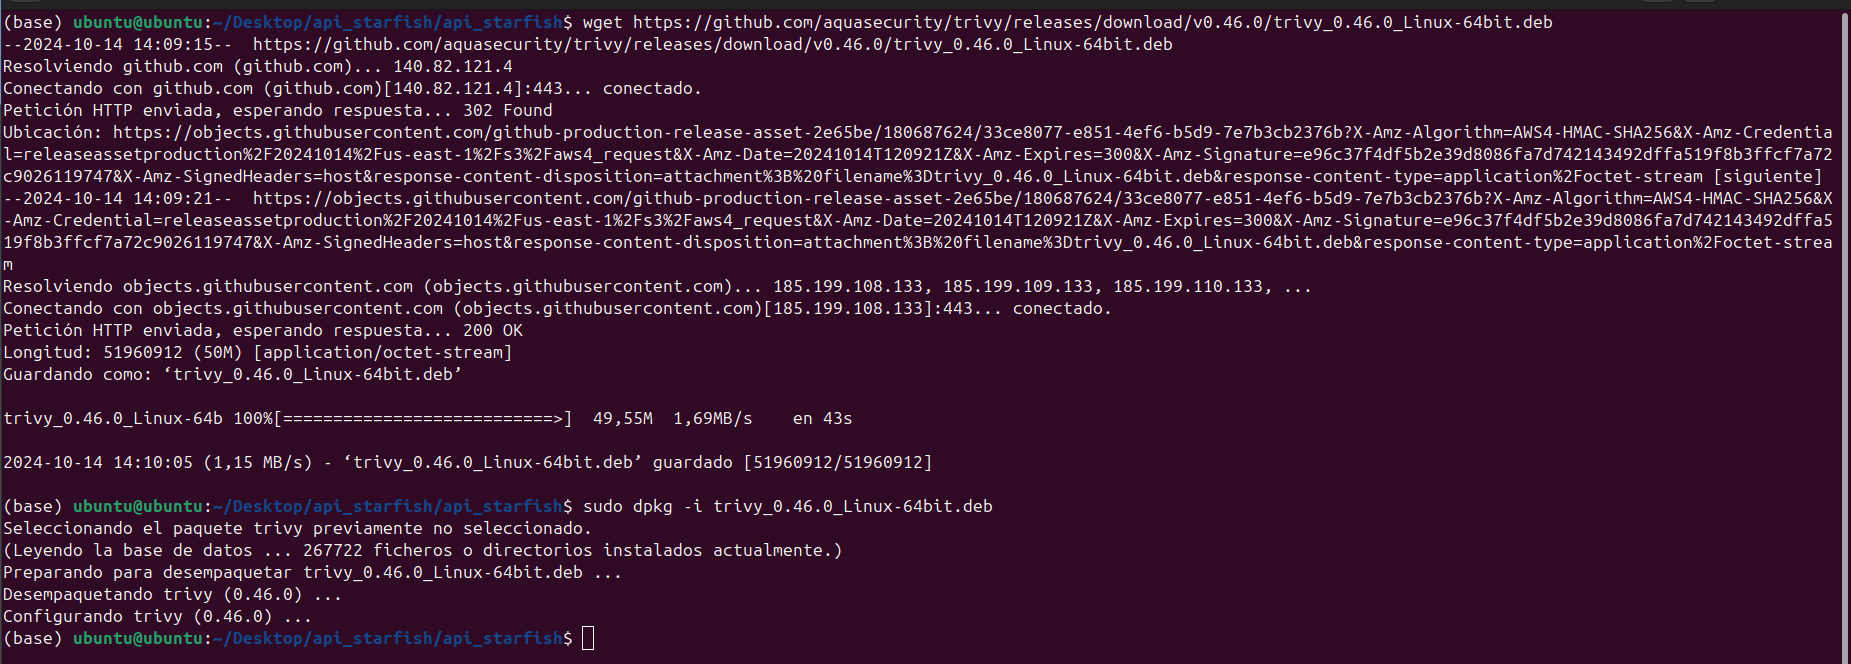 (base) ubuntu@ubuntu:~/Desktop/api_starfish/api_starfish$ wget https://github.com/aquasecurity/trivy/releases/download/v0.46.0/trivy_0.46.0_Linux-64bit.deb
--2024-10-14 14:09:15--  https://github.com/aquasecurity/trivy/releases/download/v0.46.0/trivy_0.46.0_Linux-64bit.deb
Resolviendo github.com (github.com)... 140.82.121.4
Conectando con github.com (github.com)[140.82.121.4]:443... conectado.
Petición HTTP enviada, esperando respuesta... 302 Found
Ubicación: https://objects.githubusercontent.com/github-production-release-asset-2e65be/180687624/33ce8077-e851-4ef6-b5d9-7e7b3cb2376b?X-Amz-Algorithm=AWS4-HMAC-SHA256&X-Amz-Credentia
l=releaseassetproduction%2F20241014%2Fus-east-1%2Fs3%2Faws4_request&X-Amz-Date=20241014T120921Z&X-Amz-Expires=300&X-Amz-Signature=e96c37f4df5b2e39d8086fa7d742143492dffa519f8b3ffcf7a72
c9026119747&X-Amz-SignedHeaders=host&response-content-disposition=attachment%3B%20filename%3Dtrivy_0.46.0_Linux-64bit.deb&response-content-type=application%2Foctet-stream [siguiente]
--2024-10-14 14:09:21--  https://objects.githubusercontent.com/github-production-release-asset-2e65be/180687624/33ce8077-e851-4ef6-b5d9-7e7b3cb2376b?X-Amz-Algorithm=AWS4-HMAC-SHA256&X
-Amz-Credential=releaseassetproduction%2F20241014%2Fus-east-1%2Fs3%2Faws4_request&X-Amz-Date=20241014T120921Z&X-Amz-Expires=300&X-Amz-Signature=e96c37f4df5b2e39d8086fa7d742143492dffa5
19f8b3ffcf7a72c9026119747&X-Amz-SignedHeaders=host&response-content-disposition=attachment%3B%20filename%3Dtrivy_0.46.0_Linux-64bit.deb&response-content-type=application%2Foctet-strea
m
Resolviendo objects.githubusercontent.com (objects.githubusercontent.com)... 185.199.108.133, 185.199.109.133, 185.199.110.133, ...
Conectando con objects.githubusercontent.com (objects.githubusercontent.com)[185.199.108.133]:443... conectado.
Petición HTTP enviada, esperando respuesta... 200 OK
Longitud: 51960912 (50M) [application/octet-stream]
Guardando como: ‘trivy_0.46.0_Linux-64bit.deb’
trivy_0.46.0_Linux-64b 100%[===========================>]  49,55M  1,69MB/s    en 43s
2024-10-14 14:10:05 (1,15 MB/s) - ‘trivy_0.46.0_Linux-64bit.deb’ guardado [51960912/51960912]
(base) ubuntu@ubuntu:~/Desktop/api_starfish/api_starfish$ sudo dpkg -i trivy_0.46.0_Linux-64bit.deb
Seleccionando el paquete trivy previamente no seleccionado.
(Leyendo la base de datos ... 267722 ficheros o directorios instalados actualmente.)
Preparando para desempaquetar trivy_0.46.0_Linux-64bit.deb ...
Desempaquetando trivy (0.46.0) ...
Configurando trivy (0.46.0) ...
(base) ubuntu@ubuntu:~/Desktop/api_starfish/api_starfish$